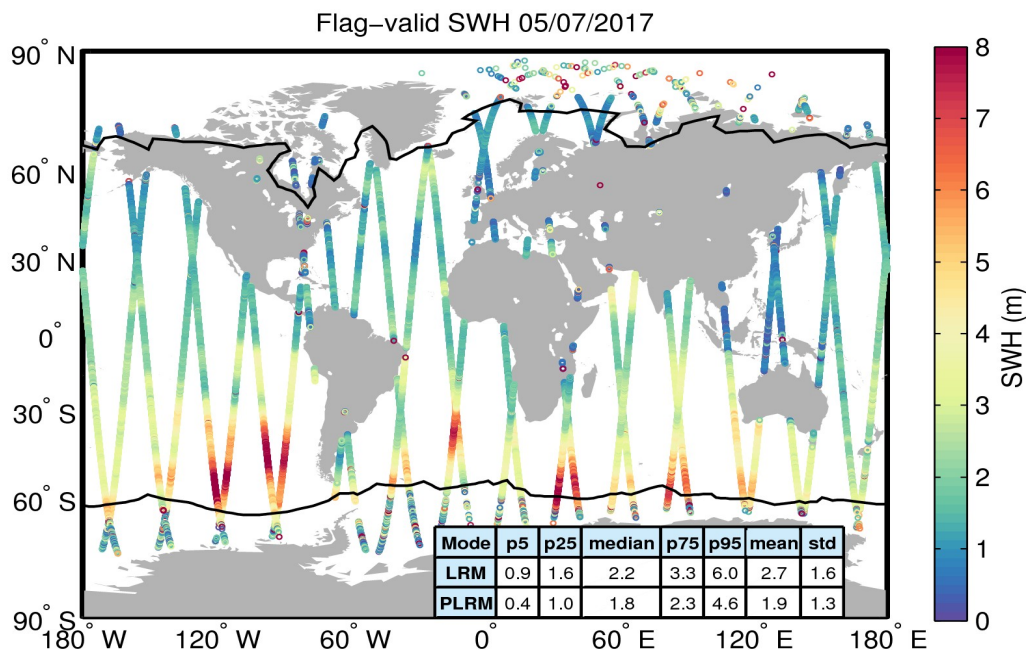 Flag−valid SWH 05/07/2017
90° N
60° N
30° N
0°
30° S
60° S
90° S
180° W 120° W 60° W 0° 60° E 120° E 180° E
Mode p5 p25 median p75 p95 mean std
LRM 0.9 1.6 2.2 3.3 6.0 2.7 1.6
PLRM 0.4 1.0 1.8 2.3 4.6 1.9 1.3
8
7
6
5
4
3
2
1
0
SWH (m)